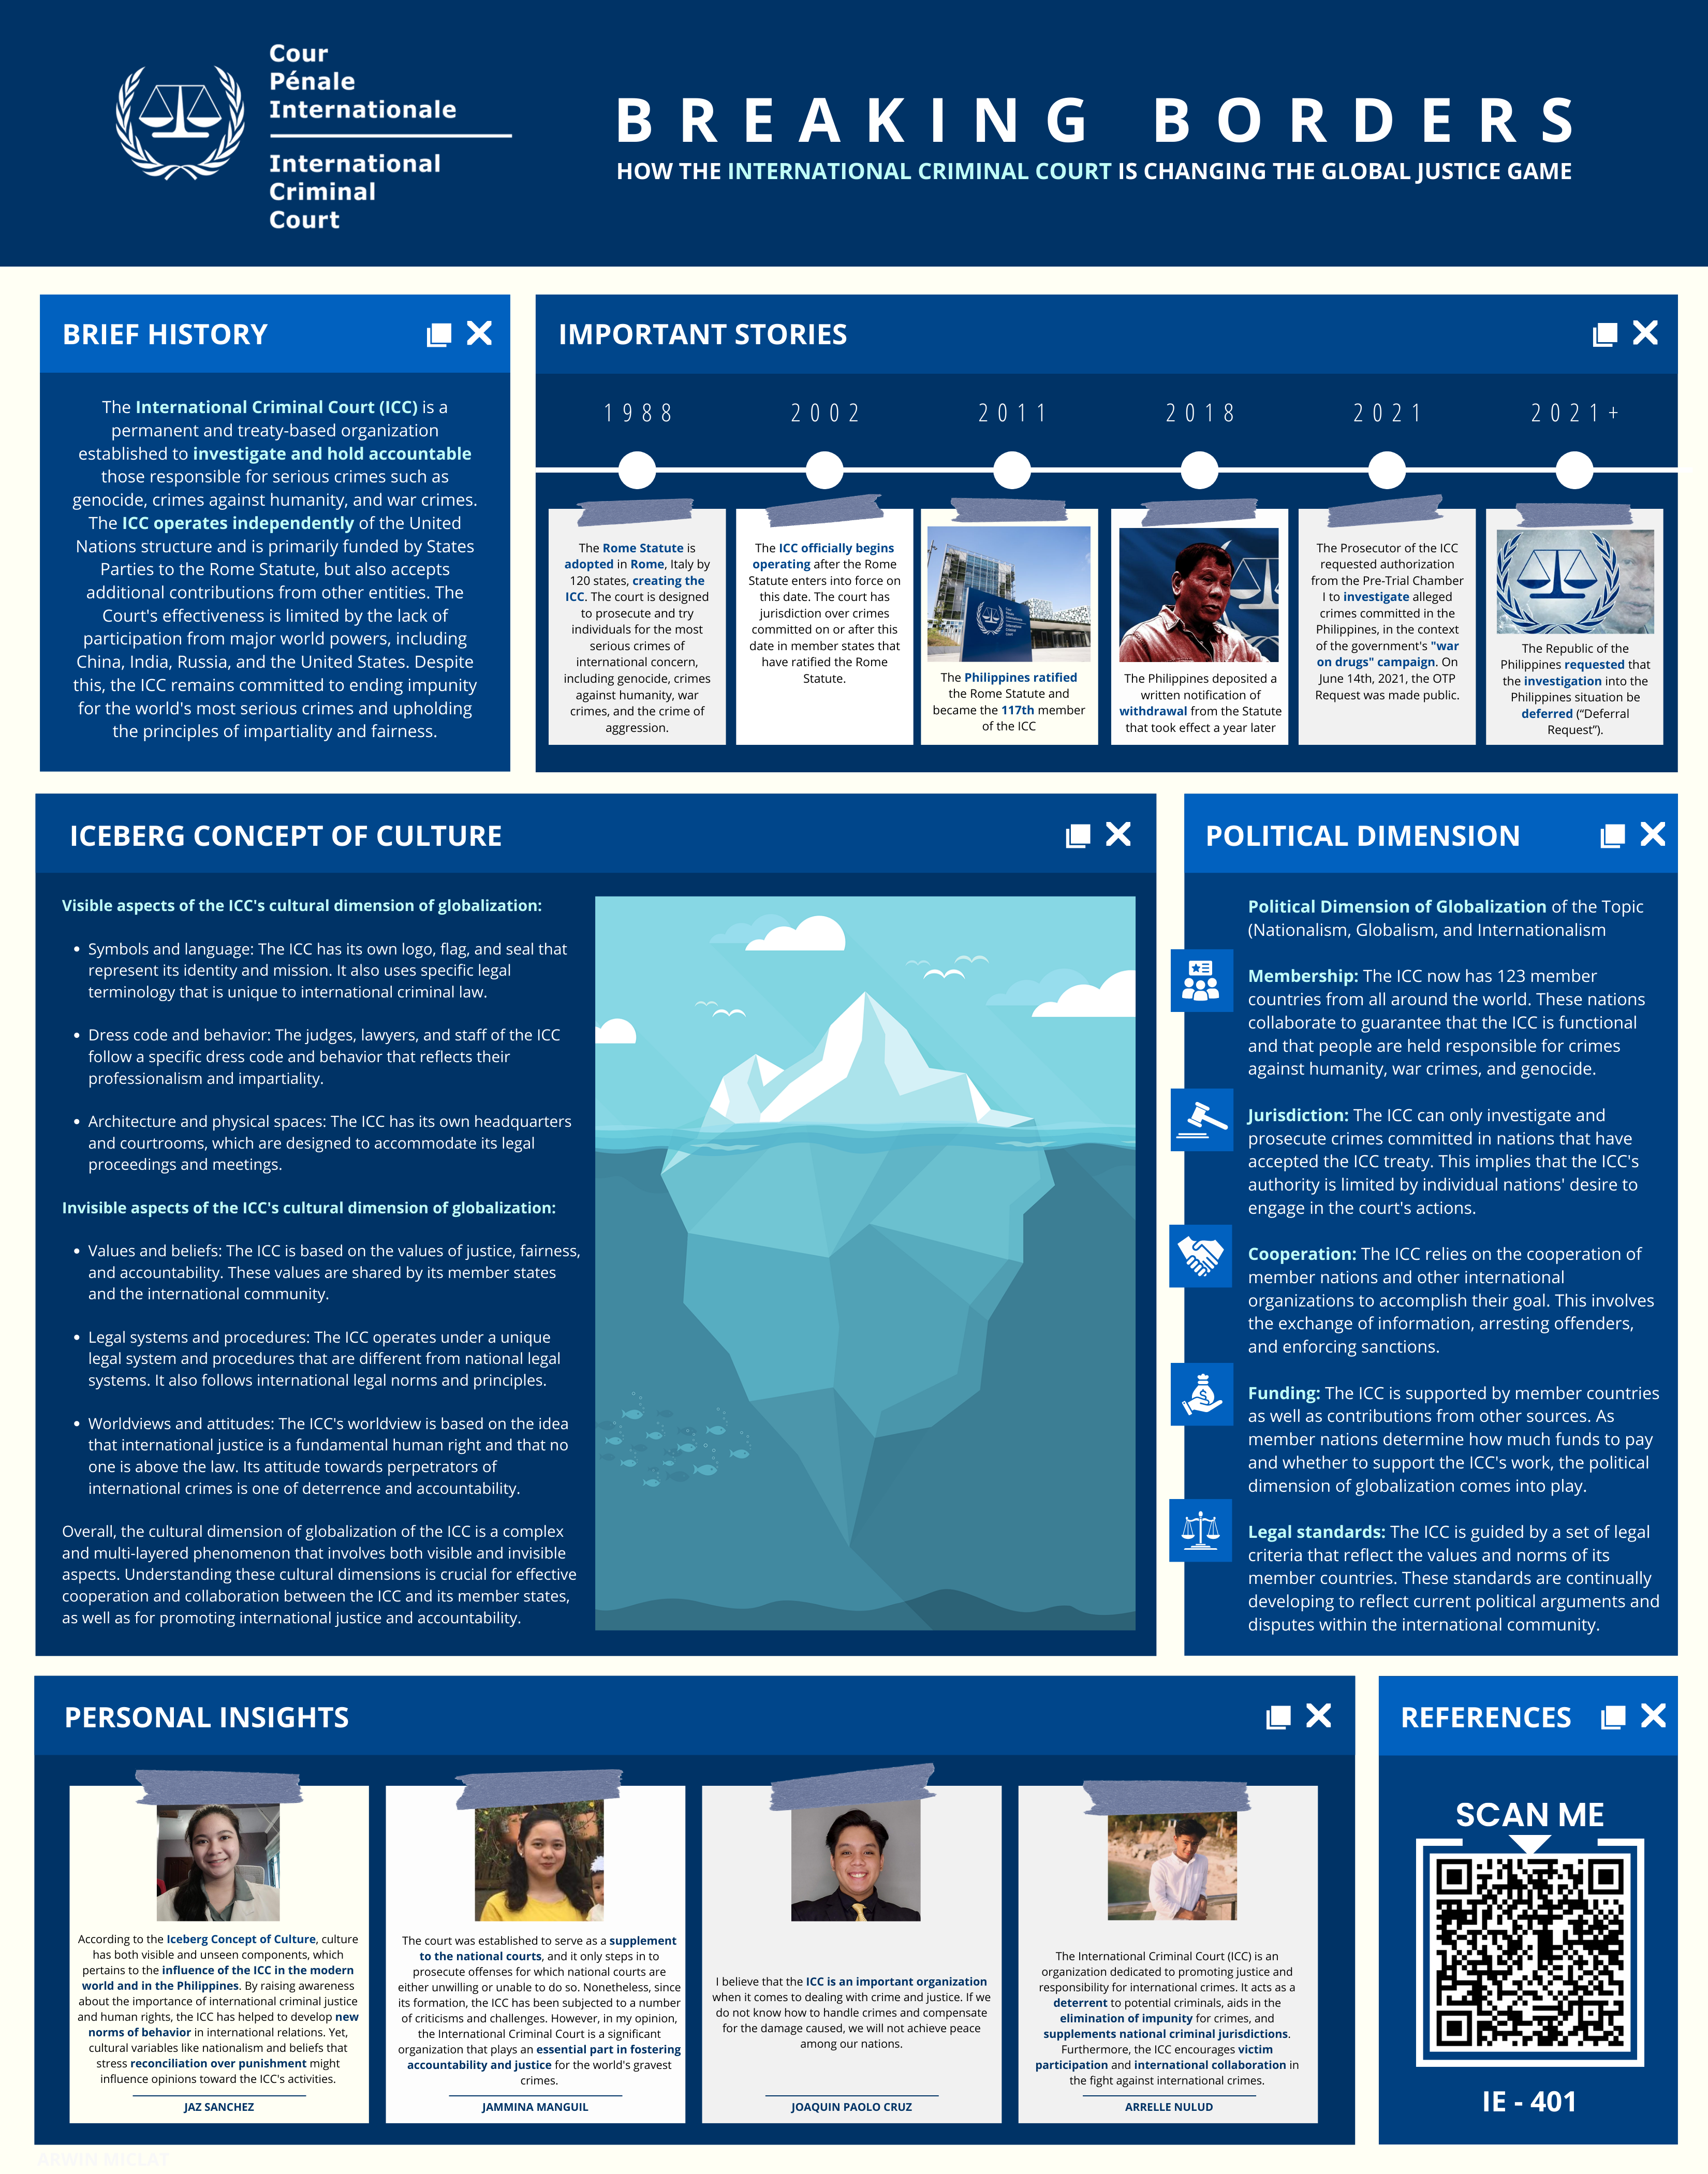 Cour
Pénale
Internationale
International
Criminal
Court
BREAKING BORDERS
HOW THE INTERNATIONAL CRIMINAL COURT IS CHANGING THE GLOBAL JUSTICE GAME
BRIEF HISTORY
The International Criminal Court (ICC) is a
permanent and treaty-based organization
established to investigate and hold accountable
those responsible for serious crimes such as
genocide, crimes against humanity, and war crimes.
The ICC operates independently of the United
Nations structure and is primarily funded by States
Parties to the Rome Statute, but also accepts
additional contributions from other entities. The
Court's effectiveness is limited by the lack of
participation from major world powers, including
China, India, Russia, and the United States. Despite
this, the ICC remains committed to ending impunity
for the world's most serious crimes and upholding
the principles of impartiality and fairness.
IMPORTANT STORIES
1988
The Rome Statute is
adopted in Rome, Italy by
120 states, creating the
ICC. The court is designed
to prosecute and try
individuals for the most
serious crimes of
international concern,
including genocide, crimes
against humanity, war
crimes, and the crime of
aggression.
2002
The ICC officially begins
operating after the Rome
Statute enters into force on
this date. The court has
jurisdiction over crimes
committed on or after this
date in member states that
have ratified the Rome
Statute.
2011
The Philippines ratified
the Rome Statute and
became the 117th member
of the ICC
2018
The Philippines deposited a
written notification of
withdrawal from the Statute
that took effect a year later
2021
The Prosecutor of the ICC
requested authorization
from the Pre-Trial Chamber
I to investigate alleged
crimes committed in the
Philippines, in the context
of the government's "war
on drugs" campaign. On
June 14th, 2021, the OTP
Request was made public.
2021+
The Republic of the
Philippines requested that
the investigation into the
Philippines situation be
deferred (“Deferral
Request”).
ICEBERG CONCEPT OF CULTURE
Visible aspects of the ICC's cultural dimension of globalization:
• Symbols and language: The ICC has its own logo, flag, and seal that
represent its identity and mission. It also uses specific legal
terminology that is unique to international criminal law.
• Dress code and behavior: The judges, lawyers, and staff of the ICC
follow a specific dress code and behavior that reflects their
professionalism and impartiality.
• Architecture and physical spaces: The ICC has its own headquarters
and courtrooms, which are designed to accommodate its legal
proceedings and meetings.
Invisible aspects of the ICC's cultural dimension of globalization:
• Values and beliefs: The ICC is based on the values of justice, fairness,
and accountability. These values are shared by its member states
and the international community.
• Legal systems and procedures: The ICC operates under a unique
legal system and procedures that are different from national legal
systems. It also follows international legal norms and principles.
• Worldviews and attitudes: The ICC's worldview is based on the idea
that international justice is a fundamental human right and that no
one is above the law. Its attitude towards perpetrators of
international crimes is one of deterrence and accountability.
Overall, the cultural dimension of globalization of the ICC is a complex
and multi-layered phenomenon that involves both visible and invisible
aspects. Understanding these cultural dimensions is crucial for effective
cooperation and collaboration between the ICC and its member states,
as well as for promoting international justice and accountability.
POLITICAL DIMENSION
Political Dimension of Globalization of the Topic
(Nationalism, Globalism, and Internationalism
Membership: The ICC now has 123 member
countries from all around the world. These nations
collaborate to guarantee that the ICC is functional
and that people are held responsible for crimes
against humanity, war crimes, and genocide.
Jurisdiction: The ICC can only investigate and
prosecute crimes committed in nations that have
accepted the ICC treaty. This implies that the ICC's
authority is limited by individual nations' desire to
engage in the court's actions.
Cooperation: The ICC relies on the cooperation of
member nations and other international
organizations to accomplish their goal. This involves
the exchange of information, arresting offenders,
and enforcing sanctions.
Funding: The ICC is supported by member countries
as well as contributions from other sources. As
member nations determine how much funds to pay
and whether to support the ICC's work, the political
dimension of globalization comes into play.
Legal standards: The ICC is guided by a set of legal
criteria that reflect the values and norms of its
member countries. These standards are continually
developing to reflect current political arguments and
disputes within the international community.
PERSONAL INSIGHTS
According to the Iceberg Concept of Culture, culture
has both visible and unseen components, which
pertains to the influence of the ICC in the modern
world and in the Philippines. By raising awareness
about the importance of international criminal justice
and human rights, the ICC has helped to develop new
norms of behavior in international relations. Yet,
cultural variables like nationalism and beliefs that
stress reconciliation over punishment might
influence opinions toward the ICC's activities.
JAZ SANCHEZ
The court was established to serve as a supplement
to the national courts, and it only steps in to
prosecute offenses for which national courts are
either unwilling or unable to do so. Nonetheless, since
its formation, the ICC has been subjected to a number
of criticisms and challenges. However, in my opinion,
the International Criminal Court is a significant
organization that plays an essential part in fostering
accountability and justice for the world's gravest
crimes.
JAMMINA MANGUIL
I believe that the ICC is an important organization
when it comes to dealing with crime and justice. If we
do not know how to handle crimes and compensate
for the damage caused, we will not achieve peace
among our nations.
JOAQUIN PAOLO CRUZ
The International Criminal Court (ICC) is an
organization dedicated to promoting justice and
responsibility for international crimes. It acts as a
deterrent to potential criminals, aids in the
elimination of impunity for crimes, and
supplements national criminal jurisdictions.
Furthermore, the ICC encourages victim
participation and international collaboration in
the fight against international crimes.
ARRELLE NULUD
REFERENCES
SCAN ME
IE - 401
ARWIN MICLAT